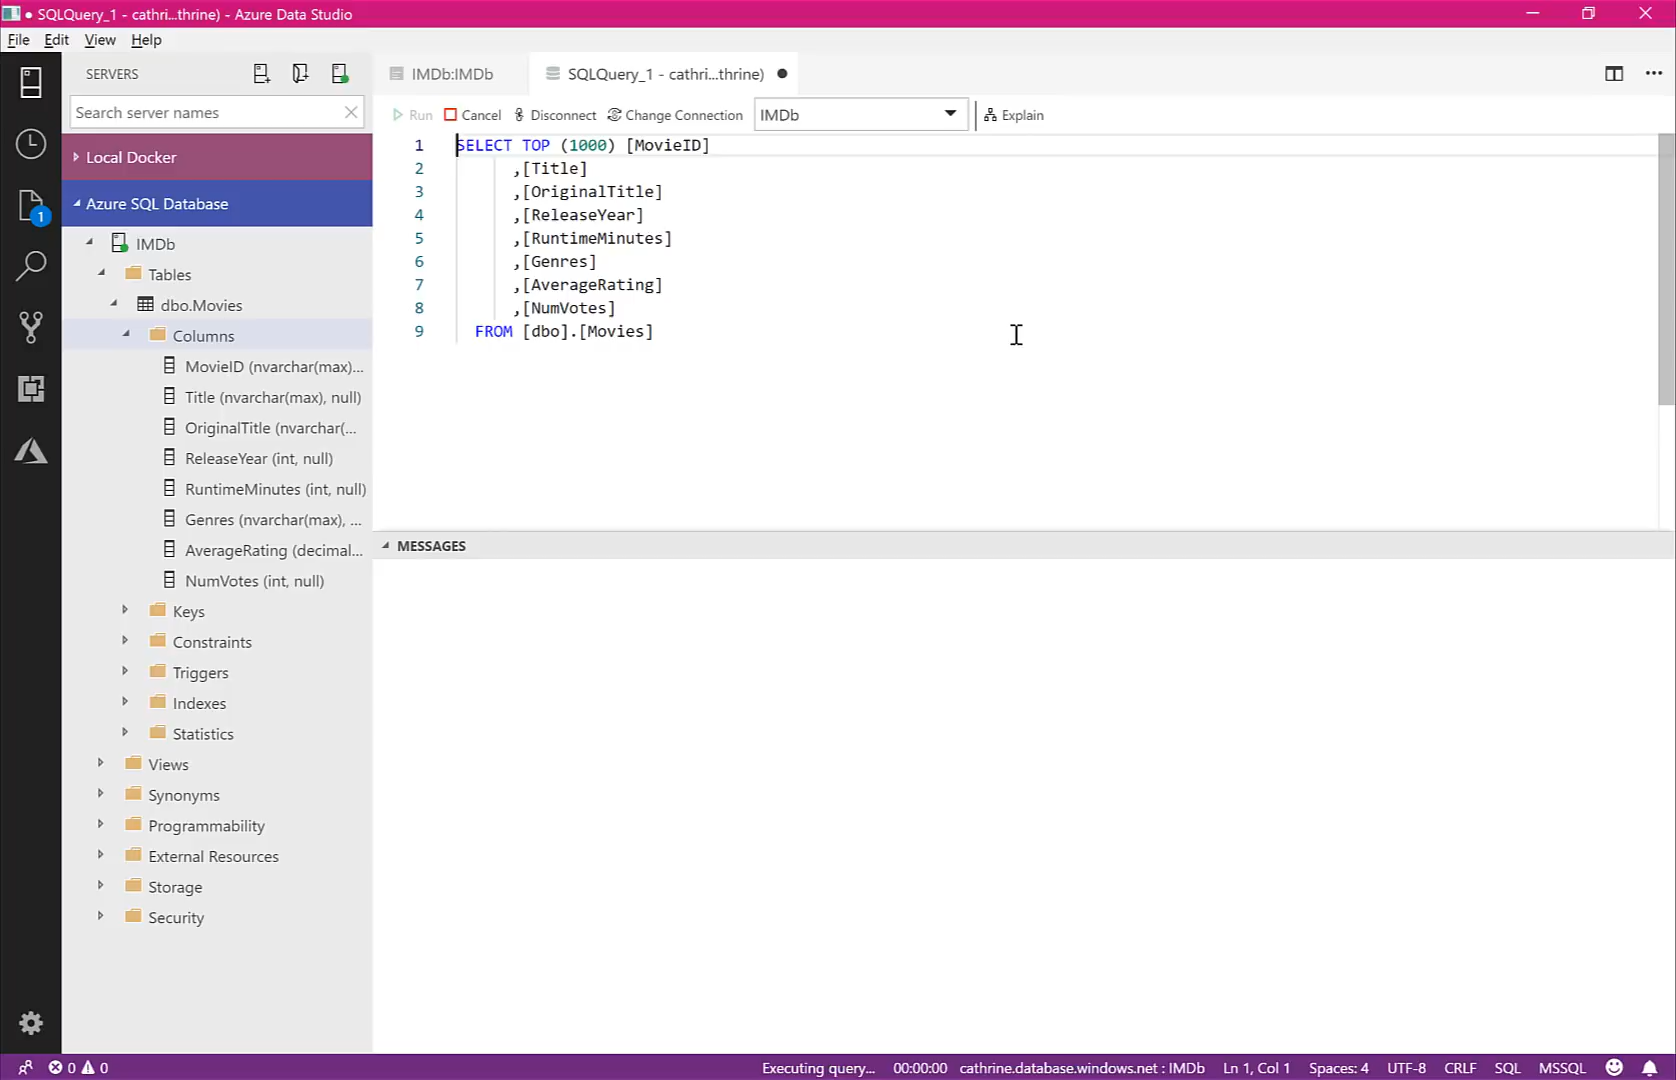 ● SQLQuery_1 - cathri...thrine) - Azure Data Studio
File Edit View Help
SERVERS
Search server names
Local Docker
Azure SQL Database
IMDb
Tables
dbo.Movies
Columns
MovieID (nvarchar(max)...
Title (nvarchar(max), null)
OriginalTitle (nvarchar(...
ReleaseYear (int, null)
RuntimeMinutes (int, null)
Genres (nvarchar(max), ...
AverageRating (decimal...
NumVotes (int, null)
Keys
Constraints
Triggers
Indexes
Statistics
Views
Synonyms
Programmability
External Resources
Storage
Security
1
IMDb:IMDb
SQLQuery_1 - cathri...thrine) ●
Run Cancel Disconnect Change Connection IMDb Explain
1 SELECT TOP (1000) [MovieID]
2 ,[Title]
3 ,[OriginalTitle]
4 ,[ReleaseYear]
5 ,[RuntimeMinutes]
6 ,[Genres]
7 ,[AverageRating]
8 ,[NumVotes]
9 FROM [dbo].[Movies]
MESSAGES
0 0 Executing query... 00:00:00 cathrine.database.windows.net : IMDb Ln 1, Col 1 Spaces: 4 UTF-8 CRLF SQL MSSQL